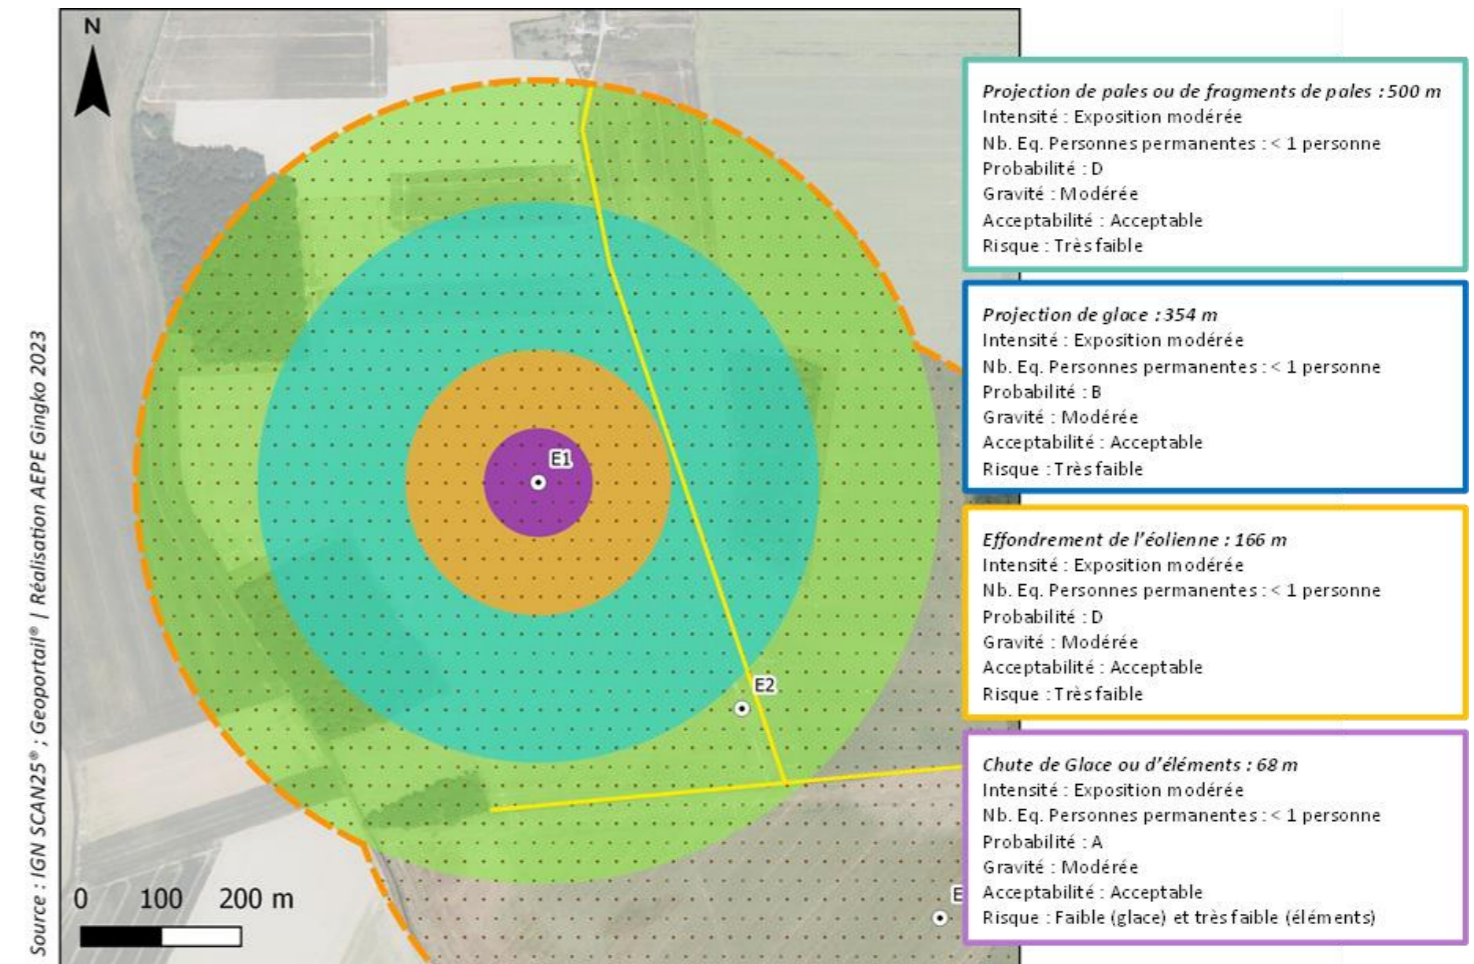 N
Projection de pales ou de fragments de pales : 500 m
Intensité : Exposition modérée
Nb. Eq. Personnes permanentes : < 1 personne
Probabilité : D
Gravité : Modérée
Acceptabilité : Acceptable
Risque : Très faible
Projection de glace : 354 m
Intensité : Exposition modérée
Nb. Eq. Personnes permanentes : < 1 personne
Probabilité : B
Gravité : Modérée
Acceptabilité : Acceptable
Risque : Très faible
E1
Effondrement de l'éolienne : 166 m
Intensité : Exposition modérée
Nb. Eq. Personnes permanentes : < 1 personne
Probabilité : D
Gravité : Modérée
Acceptabilité : Acceptable
Risque : Très faible
E2
Chute de Glace ou d'éléments : 68 m
Intensité : Exposition modérée
Nb. Eq. Personnes permanentes : < 1 personne
Probabilité : A
Gravité : Modérée
Acceptabilité : Acceptable
Risque : Faible (glace) et très faible (éléments)
E
0 100 200 m
Source : IGN SCAN25® ; Geoportail® | Réalisation AEPE Gingko 2023